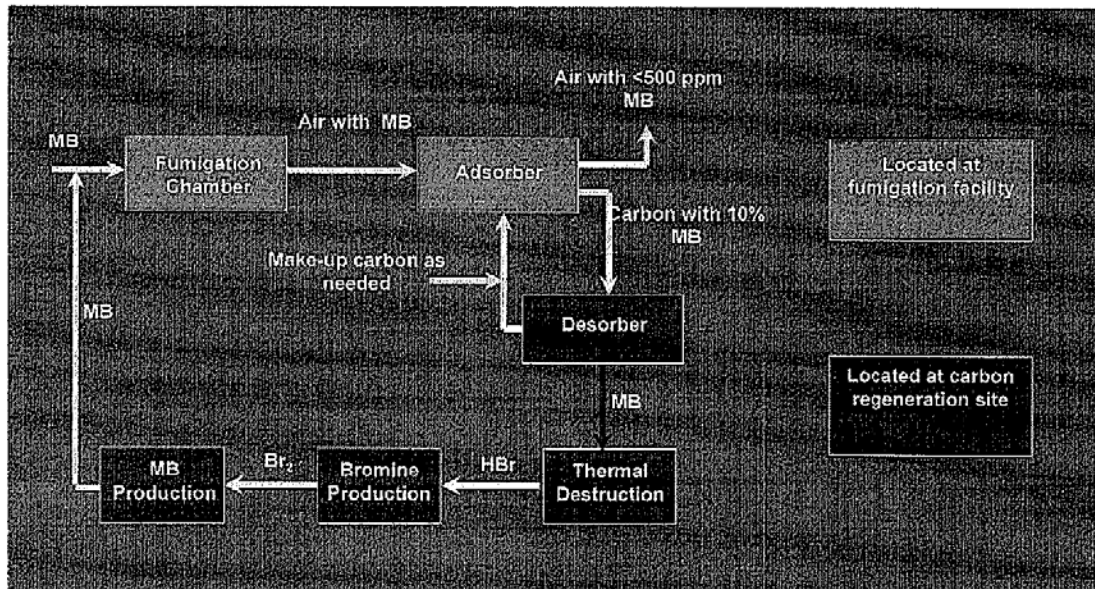 Air with <500 ppm
MB
Air with MB
MB
Fumigation
Chamber
Adsorber
Located at
fumigation facility
Carbon with 10%
MB
Make-up carbon as
needed
Desorber
MB
Located at carbon
regeneration site
MB
MB
Production
Br₂
Bromine
Production
HBr
Thermal
Destruction